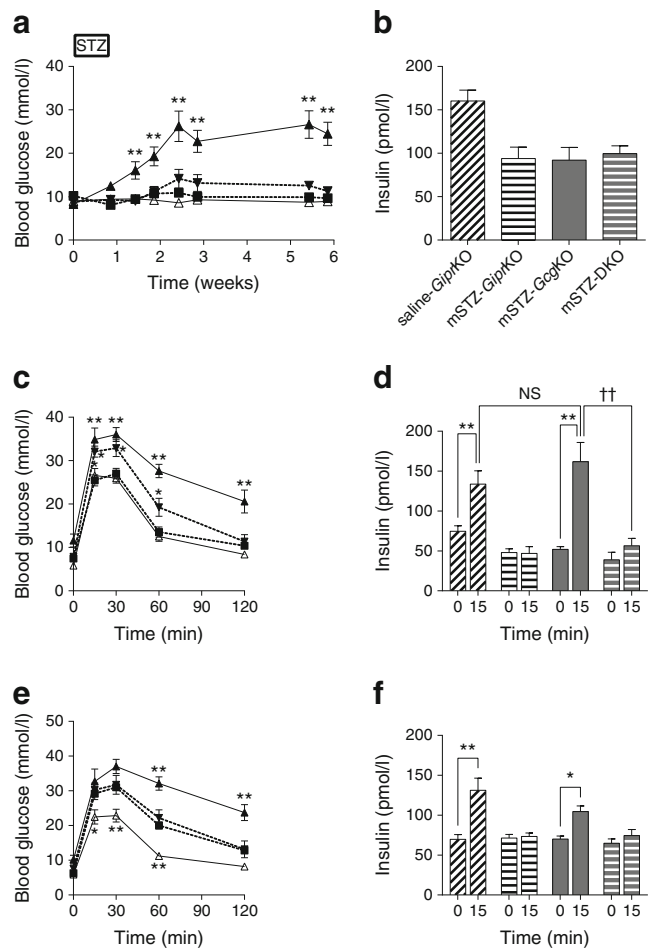 a
STZ
Blood glucose (mmol/l)
40
30
20
10
0
0 1 2 3 4 5 6
Time (weeks)
** ** ** ** ** **
b
Insulin (pmol/l)
200
150
100
50
0
saline-GiprKO
mSTZ-GiprKO
mSTZ-GcgKO
mSTZ-DKO
c
Blood glucose (mmol/l)
40
30
20
10
0
0 30 60 90 120
Time (min)
** ** ** **
* * * *
d
Insulin (pmol/l)
200
150
100
50
0
NS ††
** **
0 15 0 15 0 15 0 15
Time (min)
e
Blood glucose (mmol/l)
50
40
30
20
10
0
0 30 60 90 120
Time (min)
** **
* ** **
f
Insulin (pmol/l)
200
150
100
50
0
** *
0 15 0 15 0 15 0 15
Time (min)